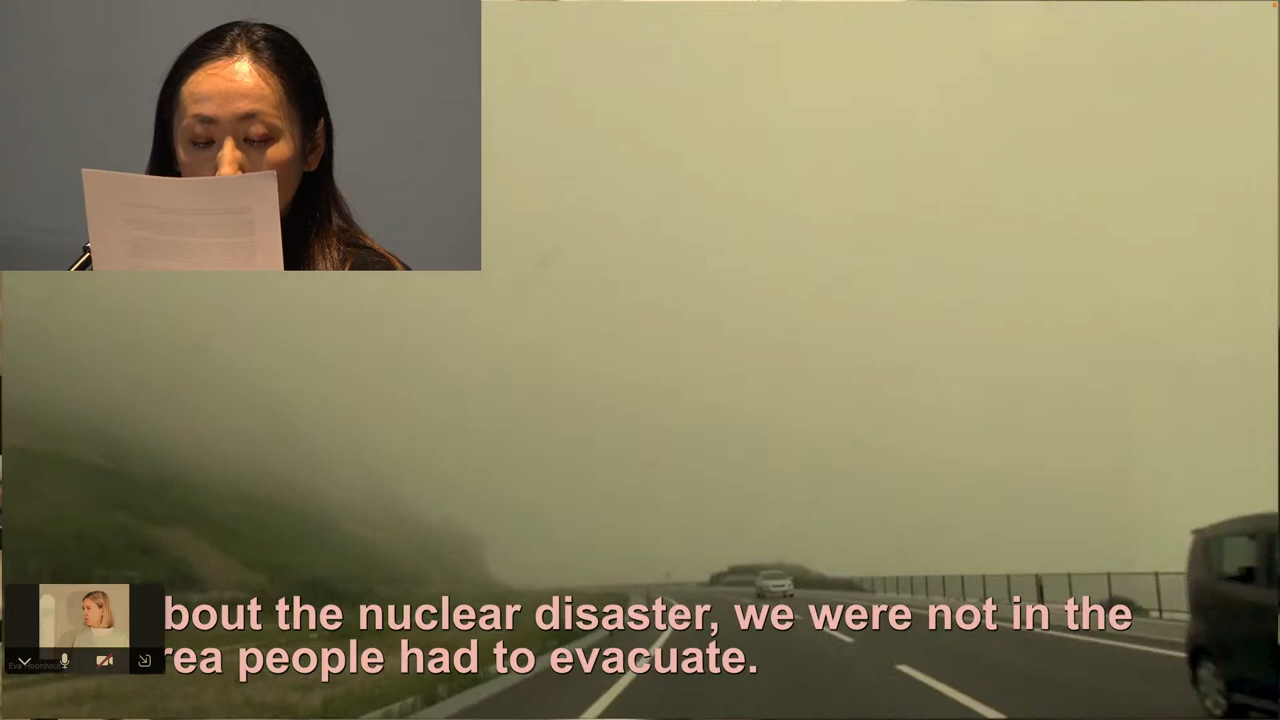 bout the nuclear disaster, we were not in the
rea people had to evacuate.